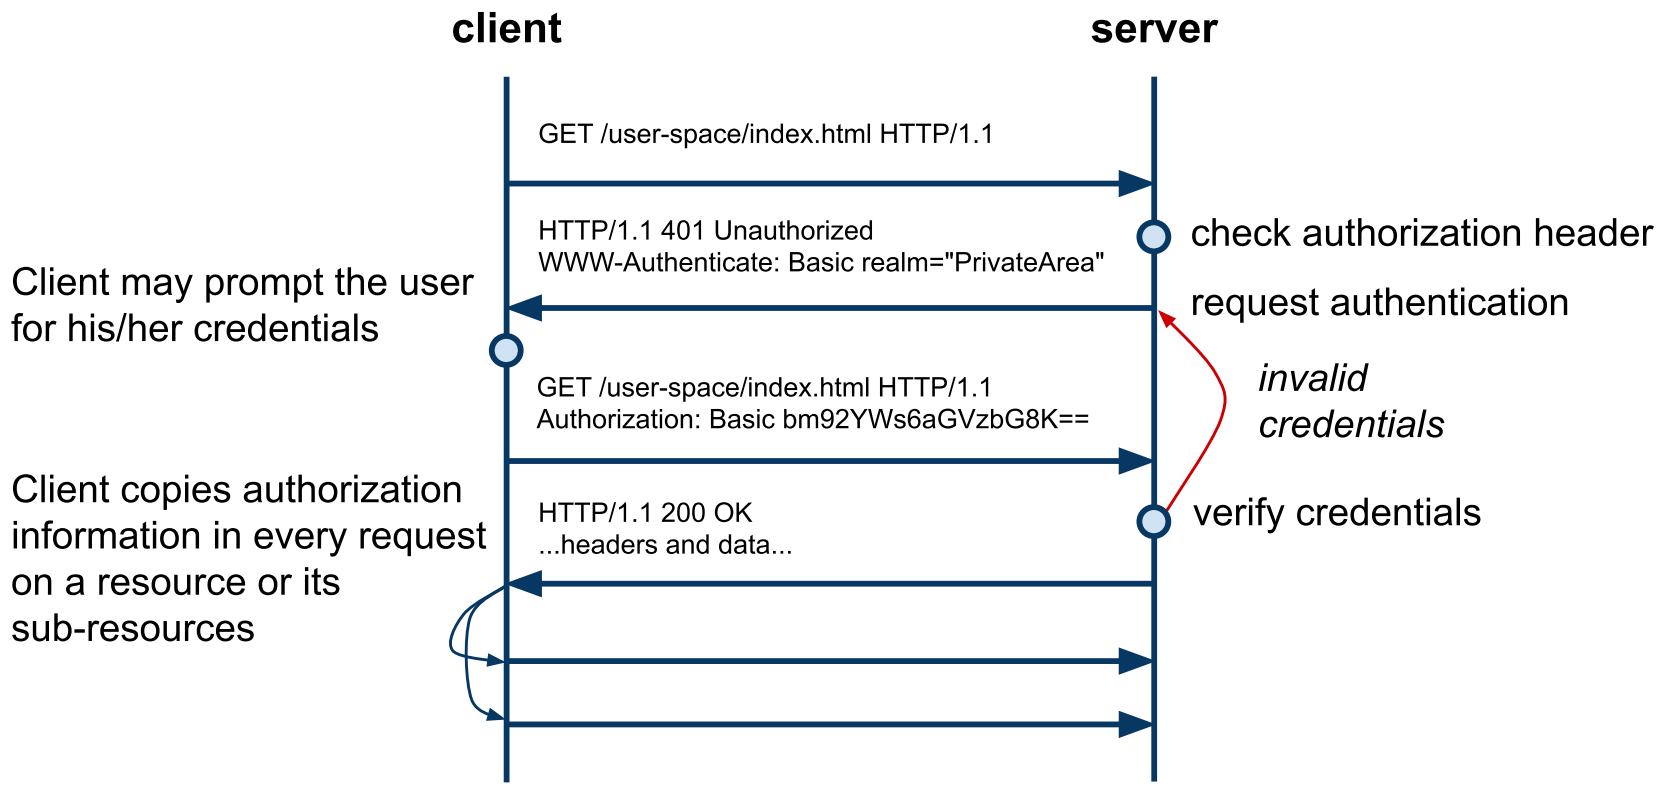 client
server
GET /user-space/index.html HTTP/1.1
HTTP/1.1 401 Unauthorized
WWW-Authenticate: Basic realm="PrivateArea"
check authorization header
request authentication
Client may prompt the user
for his/her credentials
GET /user-space/index.html HTTP/1.1
Authorization: Basic bm92YWs6aGVzbG8K==
invalid
credentials
Client copies authorization
information in every request
on a resource or its
sub-resources
HTTP/1.1 200 OK
...headers and data...
verify credentials